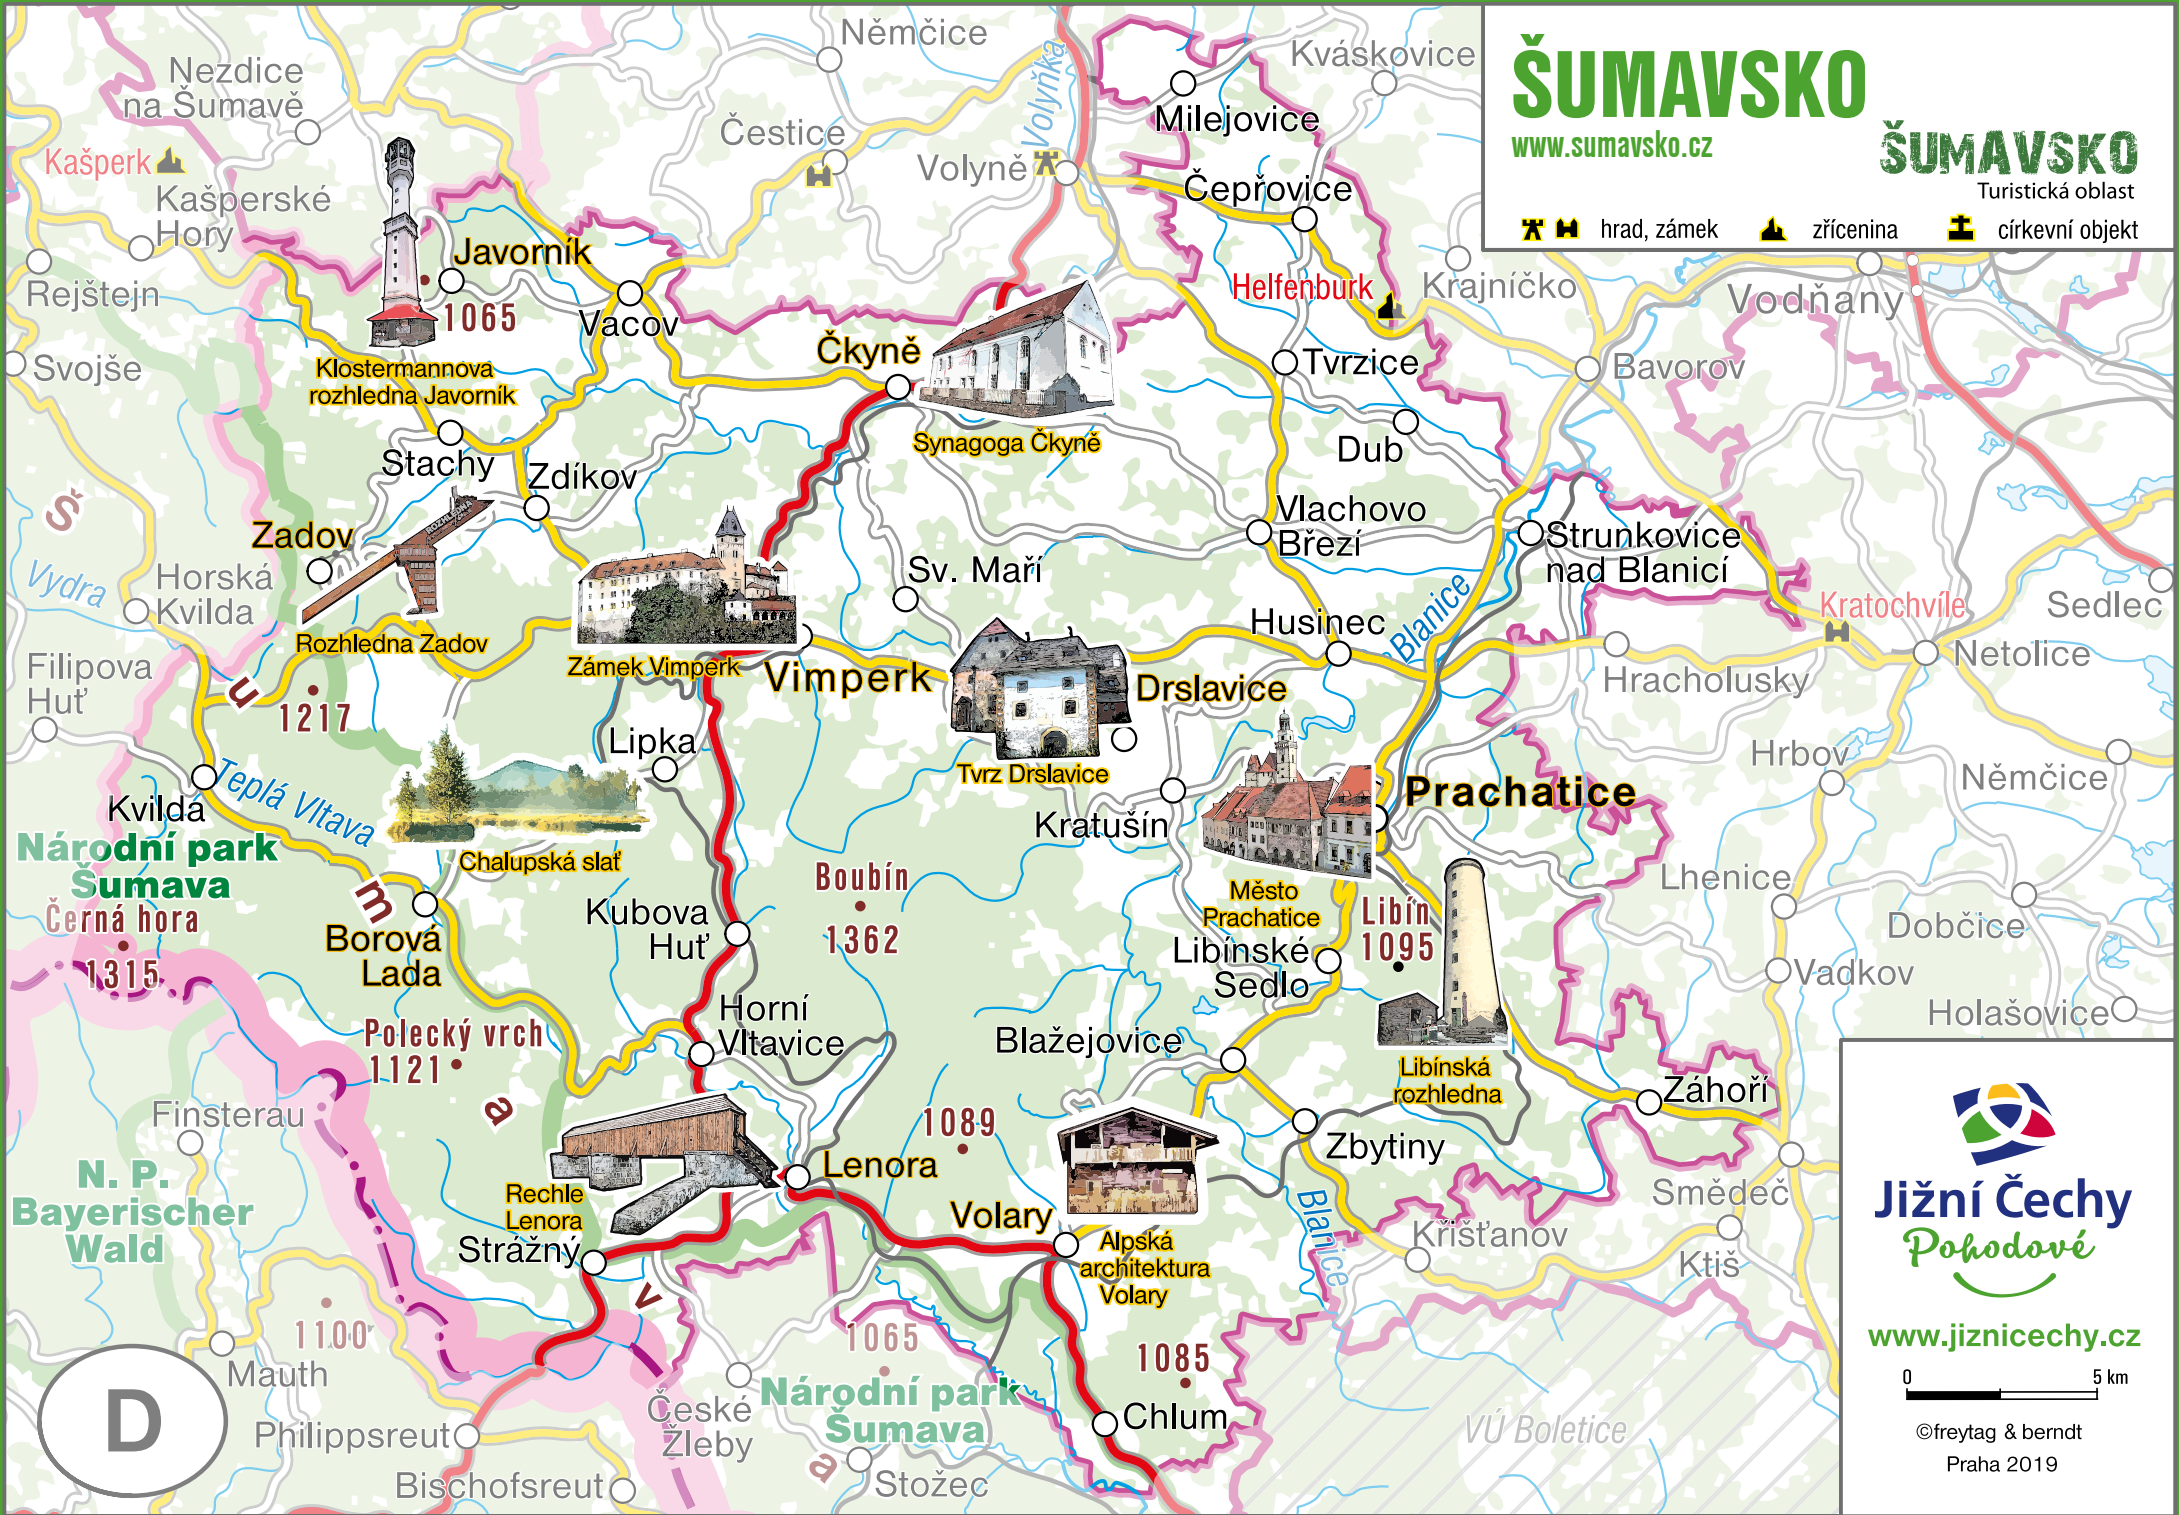 ŠUMAVSKO
www.sumavsko.cz
ŠUMAVSKO
Turistická oblast
hrad, zámek
zřícenina
církevní objekt
Němčice
Kváskovice
Nezdice
na Šumavě
Volyňka
Milejovice
Čestice
Volyně
Kašperk
Kašperské
Hory
Čepřovice
Javorník
1065
Rejštejn
Vacov
Helfenburk
Krajníčko
Vodňany
Svojše
Klostermannova
rozhledna Javorník
Čkyně
Tvrzice
Bavorov
Synagoga Čkyně
Dub
Stachy
Zdíkov
Š
Zadov
Vlachovo
Březí
Strunkovice
nad Blanicí
Vydra
Horská
Kvilda
Sv. Maří
Blanice
Kratochvíle
Sedlec
Rozhledna Zadov
Zámek Vimperk
Husinec
Netolice
Filipova
Huť
u
1217
Vimperk
Drslavice
Hracholusky
Lipka
Tvrz Drslavice
Hrbov
Němčice
Teplá Vltava
Kvilda
Kratušín
Prachatice
Národní park
Šumava
Chalupská slať
m
Boubín
1362
Město
Prachatice
Libín
1095
Lhenice
Dobčice
Černá hora
1315
Borová
Lada
Kubova
Huť
Libínské
Sedlo
Vadkov
Holašovice
Polecký vrch
1121
Horní
Vltavice
Blažejovice
Libínská
rozhledna
Záhoří
a
Finsterau
1089
Zbytiny
N. P.
Bayerischer
Wald
Rechle
Lenora
Lenora
Smědeč
Strážný
Volary
Alpská
architektura
Volary
Blanice
Křišťanov
Ktiš
v
1100
1065
1085
Mauth
České
Žleby
Národní park
Šumava
Chlum
VÚ Boletice
D
Philippsreut
a
Bischofsreut
Stožec
Jižní Čechy
Pohodové
www.jiznicechy.cz
0 5 km
©freytag & berndt
Praha 2019